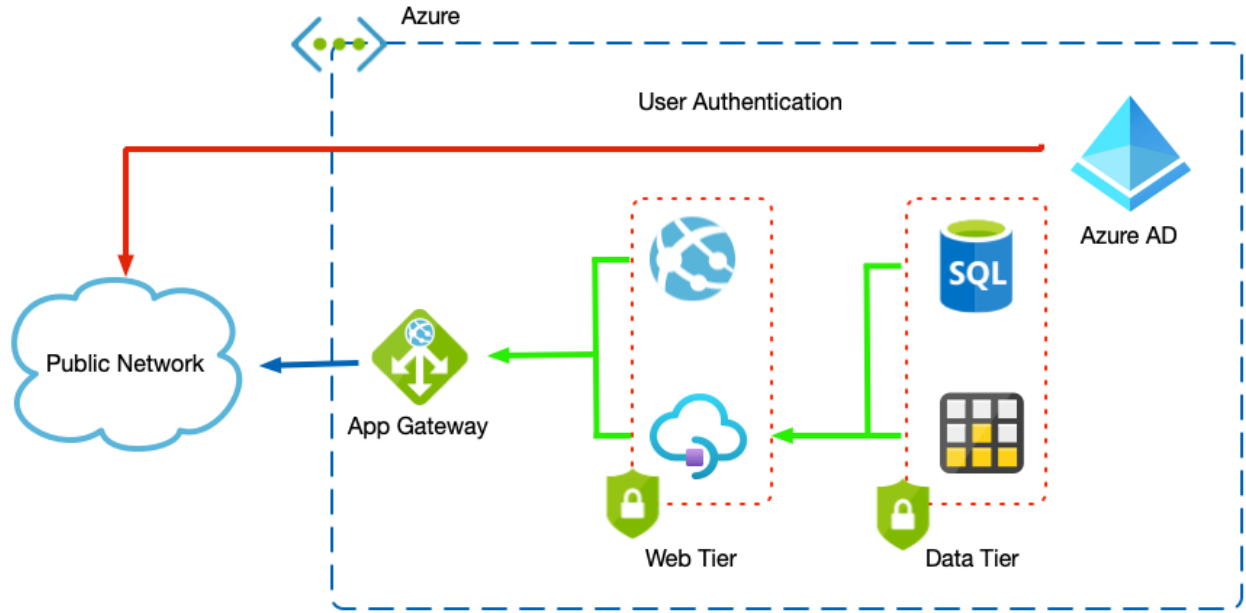 Azure
User Authentication
Azure AD
SQL
Public Network
App Gateway
Web Tier
Data Tier